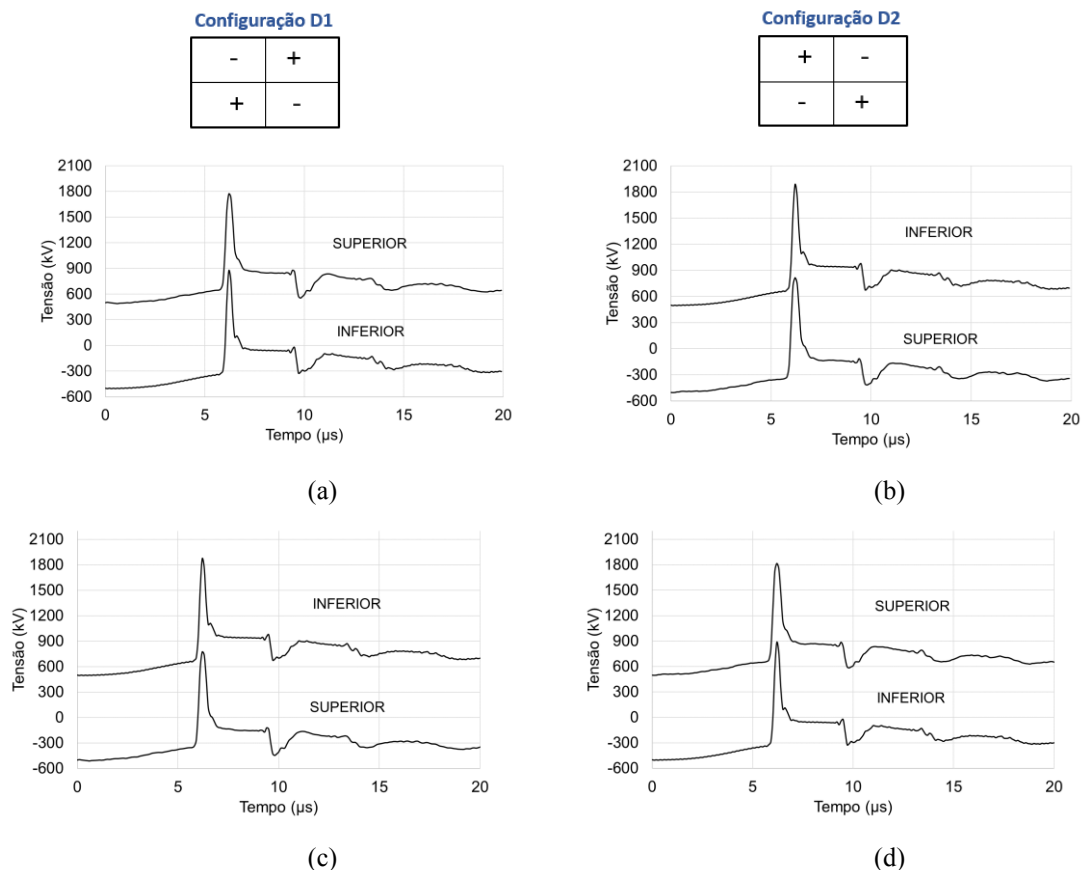 Configuração D1
- +
+ -
Configuração D2
+ -
- +
Tensão (kV)
2100
1800
1500
1200
900
600
300
0
-300
-600
SUPERIOR
INFERIOR
0 5 10 15 20
Tempo (µs)
(a)
Tensão (kV)
2100
1800
1500
1200
900
600
300
0
-300
-600
INFERIOR
SUPERIOR
0 5 10 15 20
Tempo (µs)
(b)
Tensão (kV)
2100
1800
1500
1200
900
600
300
0
-300
-600
INFERIOR
SUPERIOR
0 5 10 15 20
Tempo (µs)
(c)
Tensão (kV)
2100
1800
1500
1200
900
600
300
0
-300
-600
SUPERIOR
INFERIOR
0 5 10 15 20
Tempo (µs)
(d)